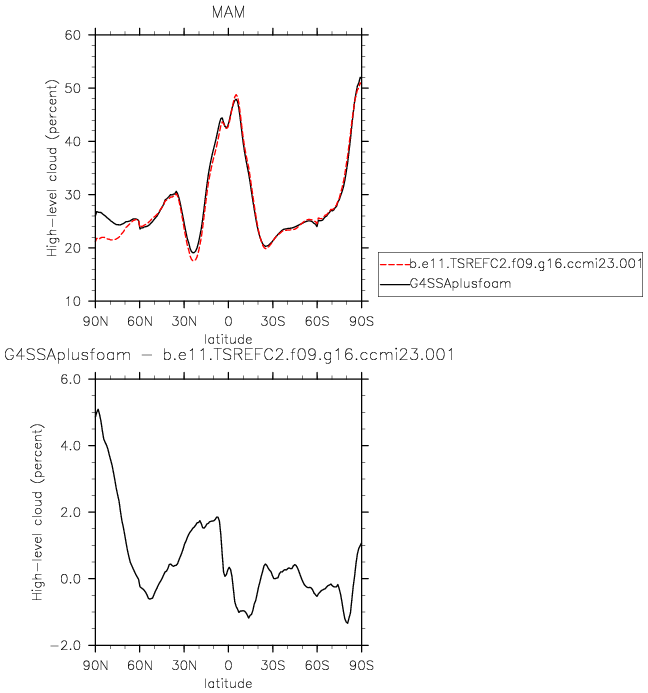 MAM
60
50
40
30
20
10
High-level cloud (percent)
90N 60N 30N 0 30S 60S 90S
latitude
b.e11.TSREFC2.f09.g16.ccmi23.001
G4SSAplusfoam
G4SSAplusfoam - b.e11.TSREFC2.f09.g16.ccmi23.001
6.0
4.0
2.0
0.0
-2.0
High-level cloud (percent)
90N 60N 30N 0 30S 60S 90S
latitude